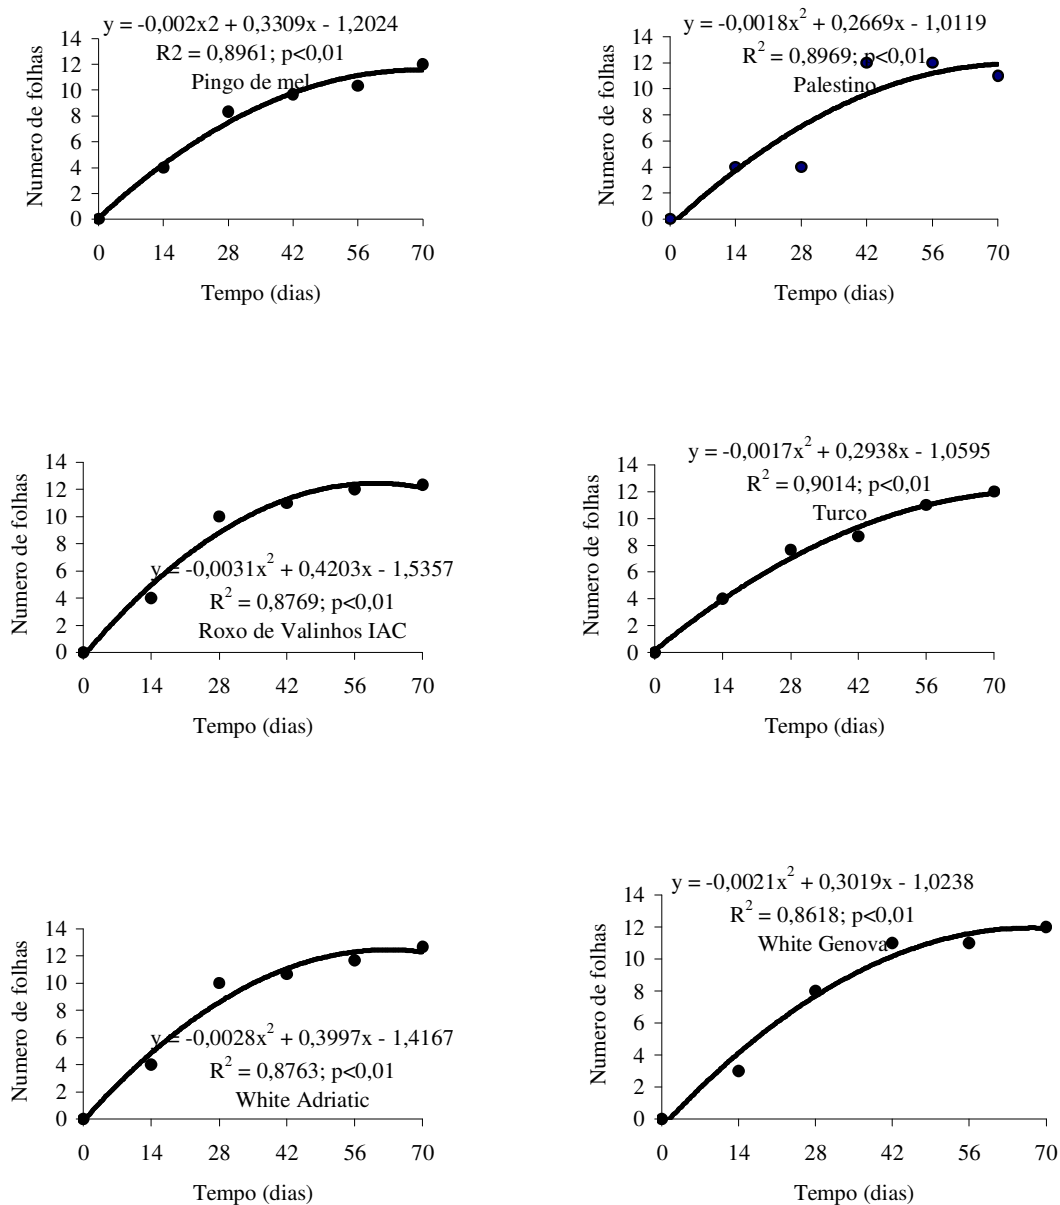 y = -0,002x2 + 0,3309x - 1,2024
R2 = 0,8961; p<0,01
Pingo de mel
Numero de folhas
14
12
10
8
6
4
2
0
0 14 28 42 56 70
Tempo (dias)
y = -0,0018x² + 0,2669x - 1,0119
R² = 0,8969; p<0,01
Palestino
Numero de folhas
14
12
10
8
6
4
2
0
0 14 28 42 56 70
Tempo (dias)
Numero de folhas
14
12
10
8
6
4
2
0
y = -0,0031x² + 0,4203x - 1,5357
R² = 0,8769; p<0,01
Roxo de Valinhos IAC
0 14 28 42 56 70
Tempo (dias)
y = -0,0017x² + 0,2938x - 1,0595
R² = 0,9014; p<0,01
Turco
Numero de folhas
14
12
10
8
6
4
2
0
0 14 28 42 56 70
Tempo (dias)
Numero de folhas
14
12
10
8
6
4
2
0
y = -0,0028x² + 0,3997x - 1,4167
R² = 0,8763; p<0,01
White Adriatic
0 14 28 42 56 70
Tempo (dias)
y = -0,0021x² + 0,3019x - 1,0238
R² = 0,8618; p<0,01
White Genova
Numero de folhas
14
12
10
8
6
4
2
0
0 14 28 42 56 70
Tempo (dias)